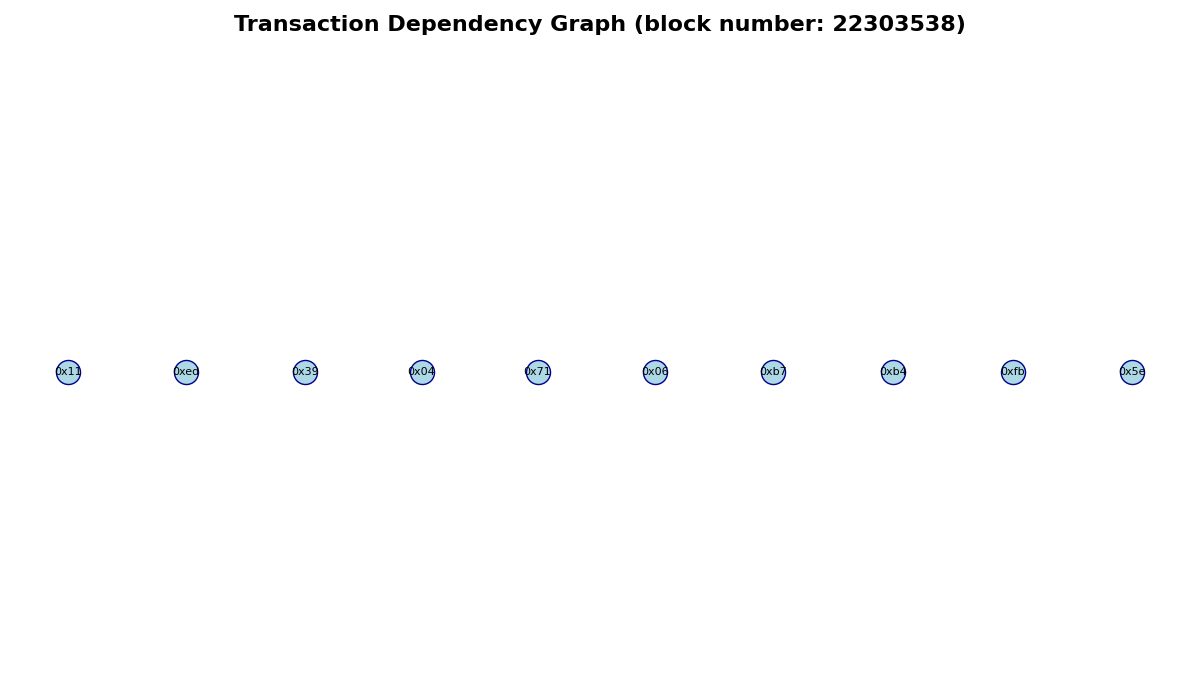 Transaction Dependency Graph (block number: 22303538)
0x11 0xed 0x39 0x04 0x71 0x06 0xb7 0xb4 0xfb 0x5e